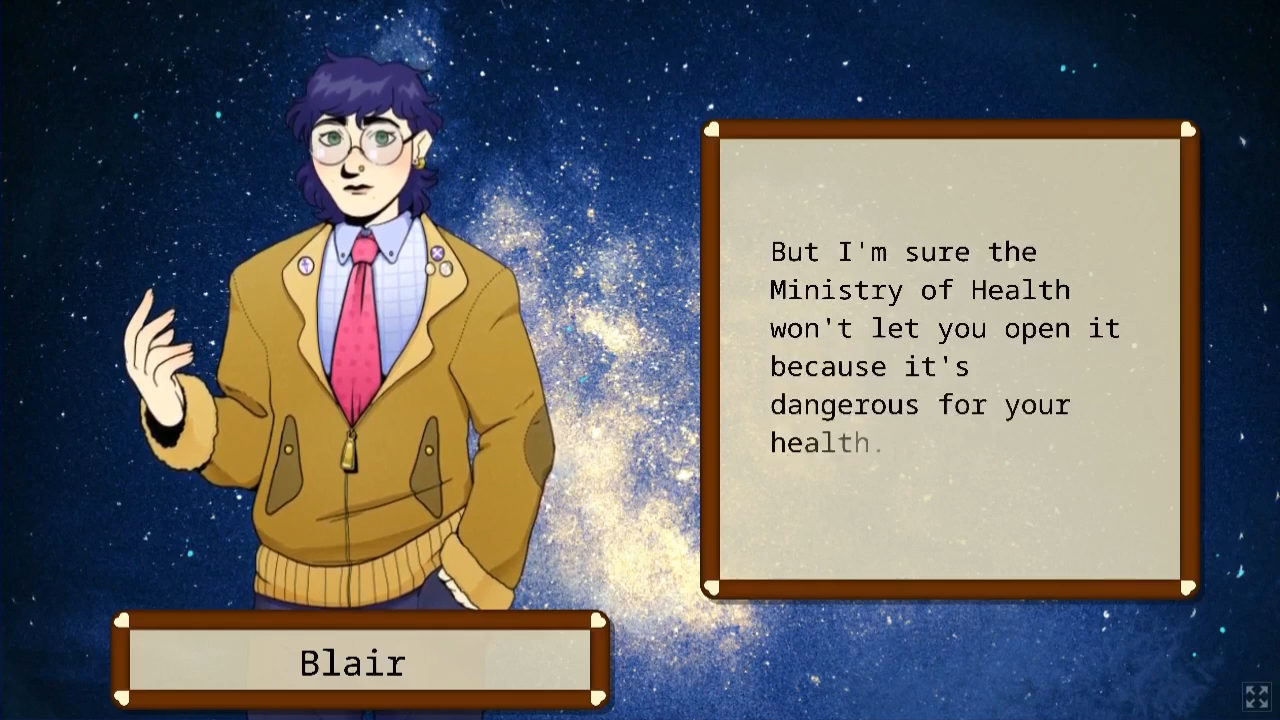 But I'm sure the
Ministry of Health
won't let you open it
because it's
dangerous for your
health.
Blair